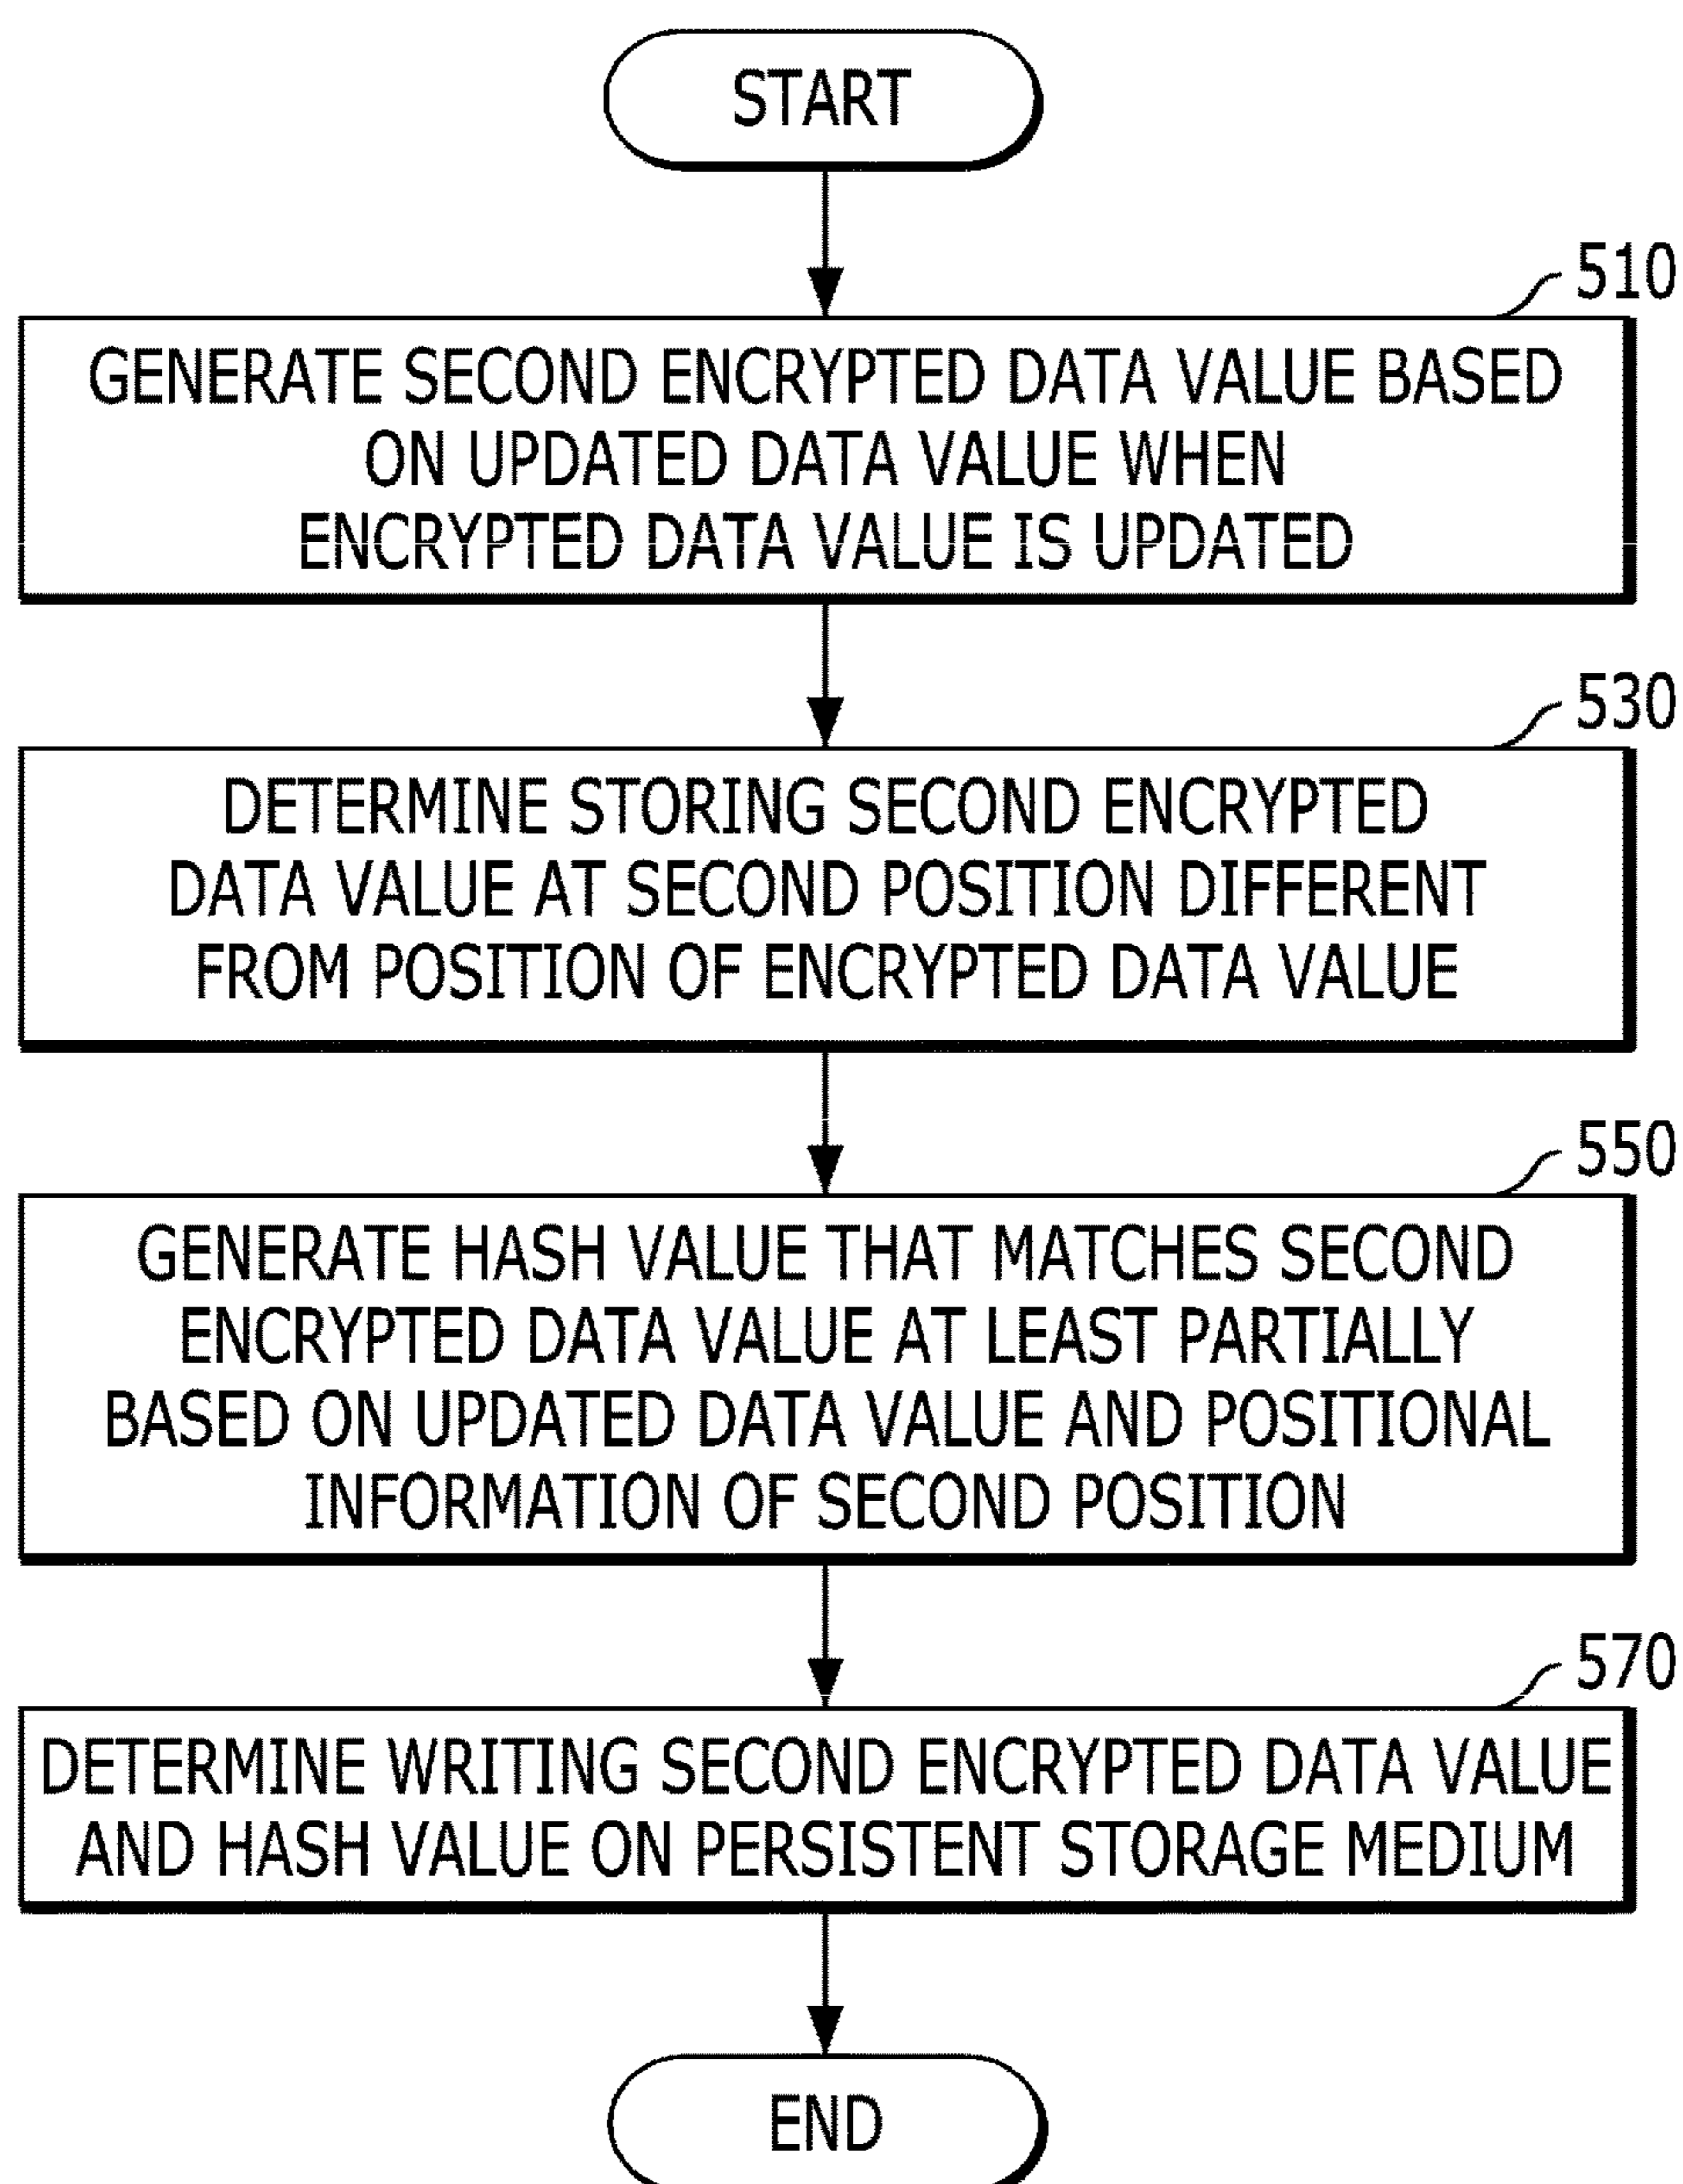 START
510
GENERATE SECOND ENCRYPTED DATA VALUE BASED
ON UPDATED DATA VALUE WHEN
ENCRYPTED DATA VALUE IS UPDATED
530
DETERMINE STORING SECOND ENCRYPTED
DATA VALUE AT SECOND POSITION DIFFERENT
FROM POSITION OF ENCRYPTED DATA VALUE
550
GENERATE HASH VALUE THAT MATCHES SECOND
ENCRYPTED DATA VALUE AT LEAST PARTIALLY
BASED ON UPDATED DATA VALUE AND POSITIONAL
INFORMATION OF SECOND POSITION
570
DETERMINE WRITING SECOND ENCRYPTED DATA VALUE
AND HASH VALUE ON PERSISTENT STORAGE MEDIUM
END